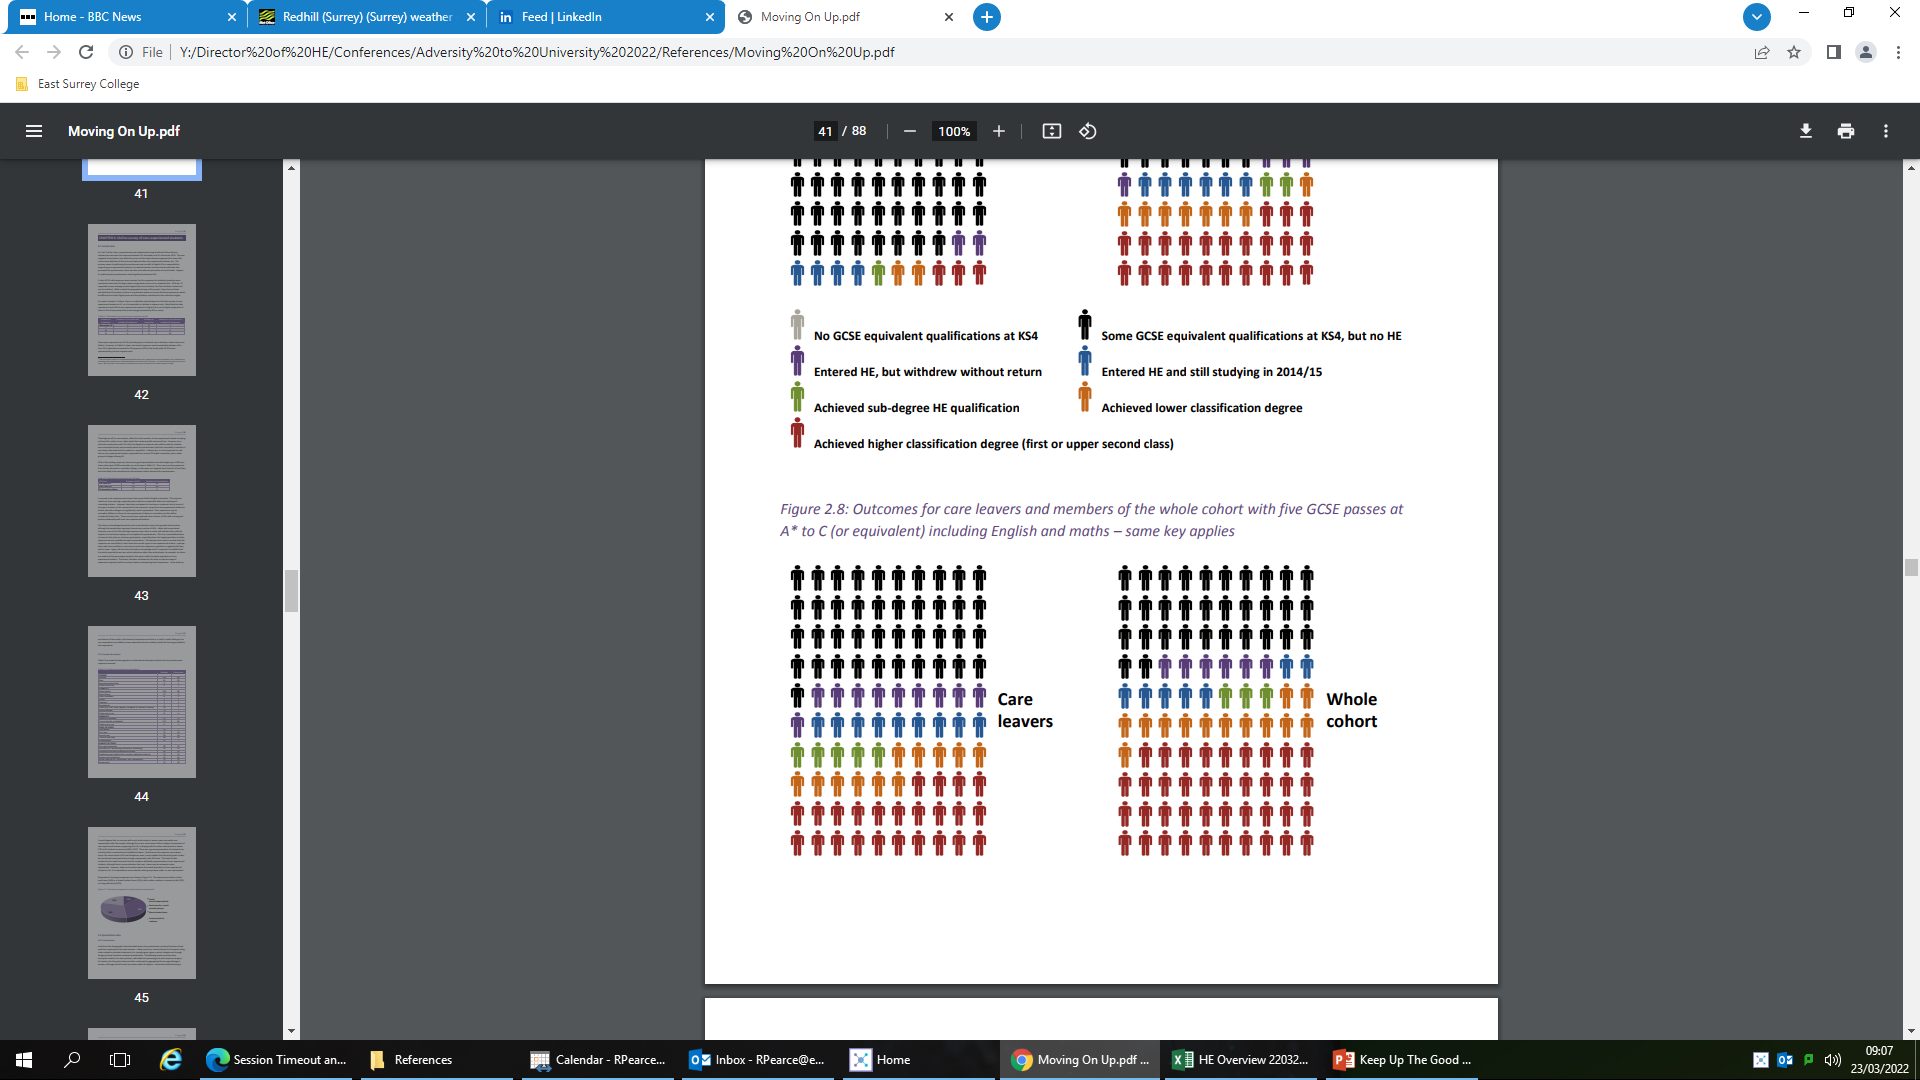 Home - BBC News
Redhill (Surrey) (Surrey) weather
Feed | LinkedIn
Moving On Up.pdf
File
Y:/Director%20of%20HE/Conferences/Adversity%20to%20University%202022/References/Moving%20On%20Up.pdf
East Surrey College
Moving On Up.pdf
41 / 88
100%
41
42
43
44
45
No GCSE equivalent qualifications at KS4
Some GCSE equivalent qualifications at KS4, but no HE
Entered HE, but withdrew without return
Entered HE and still studying in 2014/15
Achieved sub-degree HE qualification
Achieved lower classification degree
Achieved higher classification degree (first or upper second class)
Figure 2.8: Outcomes for care leavers and members of the whole cohort with five GCSE passes at
A* to C (or equivalent) including English and maths – same key applies
Care
leavers
Whole
cohort
Session Timeout an...
References
Calendar - RPearce...
Inbox - RPearce@e...
Home
Moving On Up.pdf ...
HE Overview 22032...
Keep Up The Good ...
09:07
23/03/2022